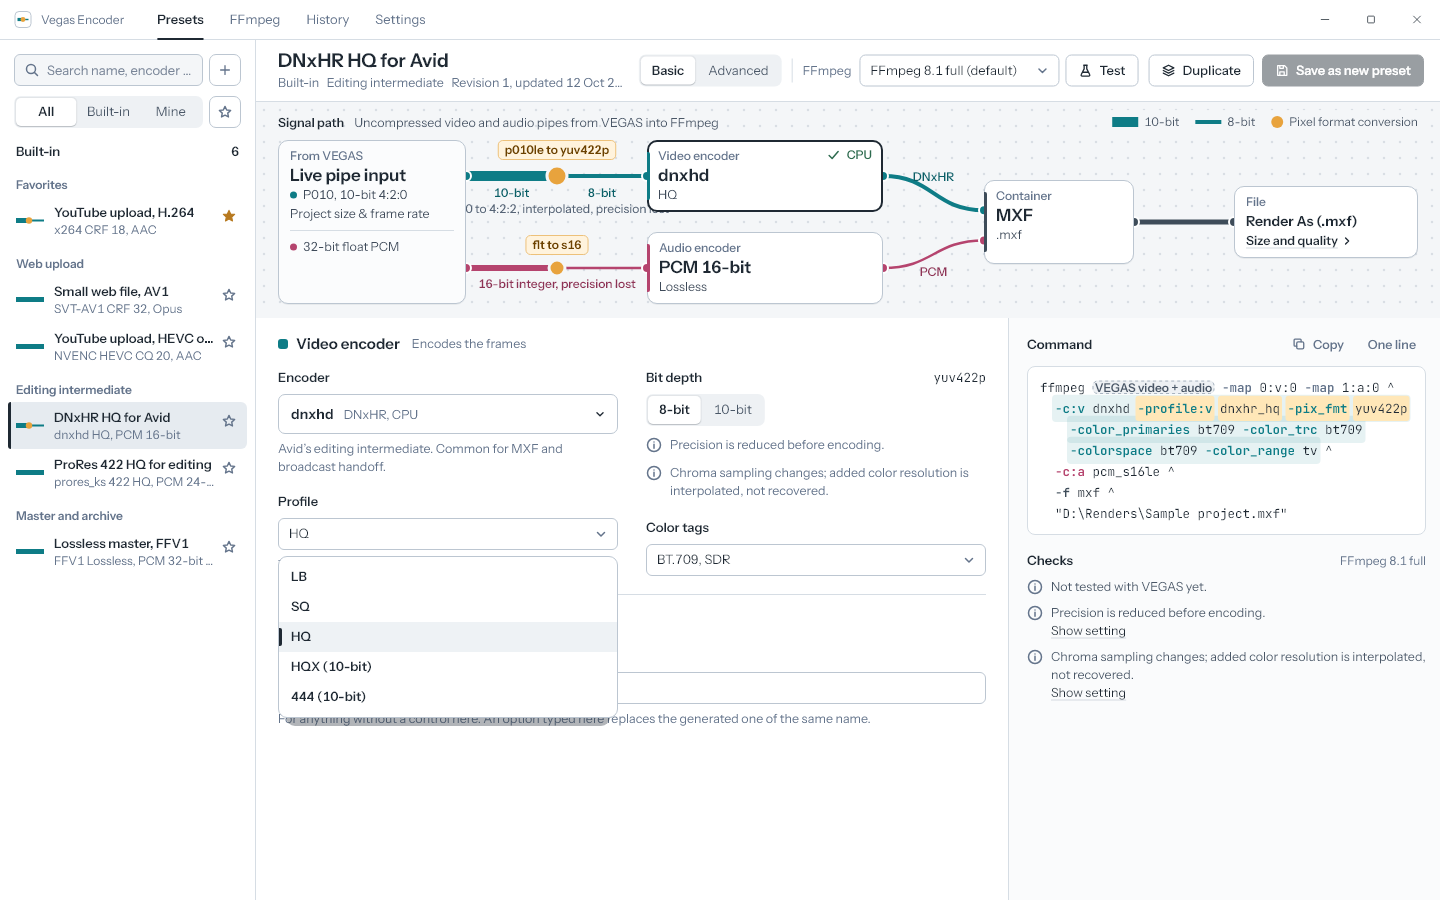 Vegas Encoder
Presets
FFmpeg
History
Settings
Search name, encoder ...
All
Built-in
Mine
Built-in
6
Favorites
YouTube upload, H.264
x264 CRF 18, AAC
Web upload
Small web file, AV1
SVT-AV1 CRF 32, Opus
YouTube upload, HEVC o...
NVENC HEVC CQ 20, AAC
Editing intermediate
DNxHR HQ for Avid
dnxhd HQ, PCM 16-bit
ProRes 422 HQ for editing
prores_ks 422 HQ, PCM 24-...
Master and archive
Lossless master, FFV1
FFV1 Lossless, PCM 32-bit ...
DNxHR HQ for Avid
Built-in Editing intermediate Revision 1, updated 12 Oct 2...
Basic
Advanced
FFmpeg
FFmpeg 8.1 full (default)
Test
Duplicate
Save as new preset
Signal path Uncompressed video and audio pipes from VEGAS into FFmpeg
10-bit
8-bit
Pixel format conversion
From VEGAS
Live pipe input
P010, 10-bit 4:2:0
Project size & frame rate
32-bit float PCM
p010le to yuv422p
10-bit
8-bit
0 to 4:2:2, interpolated, precision
flt to s16
16-bit integer, precision lost
Video encoder
CPU
dnxhd
HQ
Audio encoder
PCM 16-bit
Lossless
DNxHR
PCM
Container
MXF
.mxf
File
Render As (.mxf)
Size and quality
Video encoder Encodes the frames
Encoder
dnxhd DNxHR, CPU
Avid's editing intermediate. Common for MXF and
broadcast handoff.
Profile
HQ
LB
SQ
HQ
HQX (10-bit)
444 (10-bit)
For anything without a control here. An option typed here replaces the generated one of the same name.
Bit depth
yuv422p
8-bit
10-bit
Precision is reduced before encoding.
Chroma sampling changes; added color resolution is
interpolated, not recovered.
Color tags
BT.709, SDR
Command
Copy
One line
ffmpeg VEGAS video + audio -map 0:v:0 -map 1:a:0 ^
-c:v dnxhd -profile:v dnxhr_hq -pix_fmt yuv422p
-color_primaries bt709 -color_trc bt709
-colorspace bt709 -color_range tv ^
-c:a pcm_s16le ^
-f mxf ^
"D:\Renders\Sample project.mxf"
Checks
FFmpeg 8.1 full
Not tested with VEGAS yet.
Precision is reduced before encoding.
Show setting
Chroma sampling changes; added color resolution is interpolated,
not recovered.
Show setting